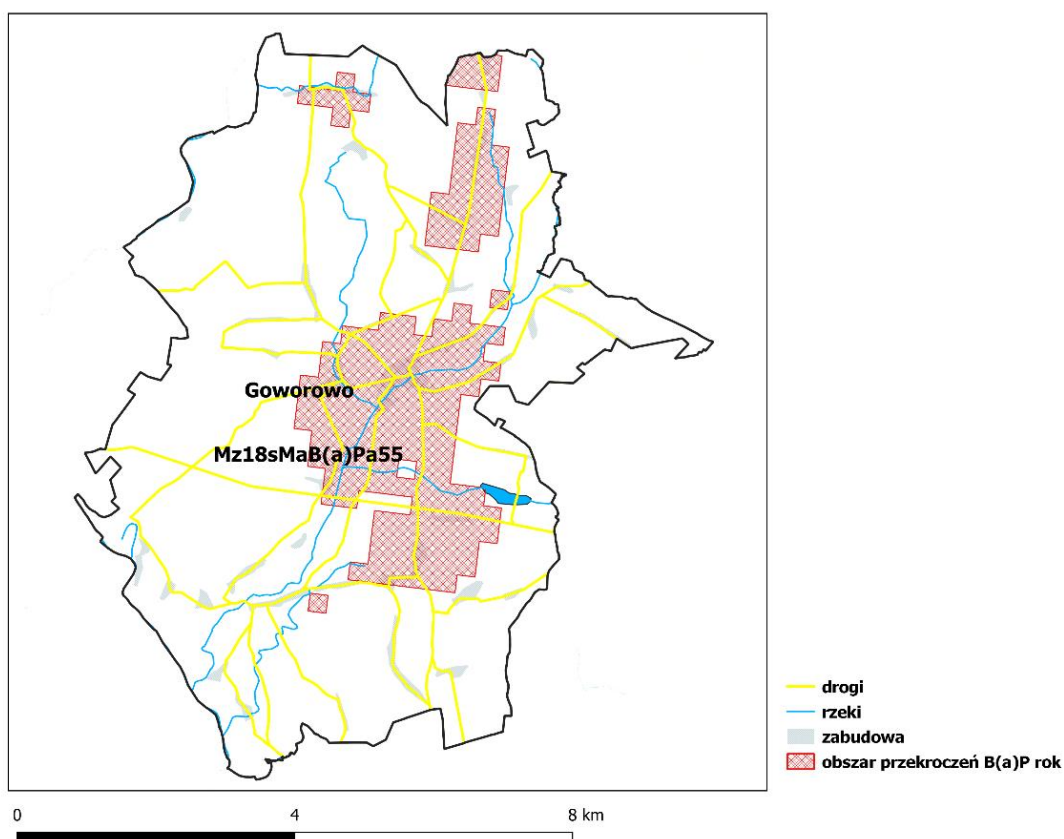 Goworowo
Mz18sMaB(a)Pa55
drogi
rzeki
zabudowa
obszar przekroczeń B(a)P rok
0 4 8 km